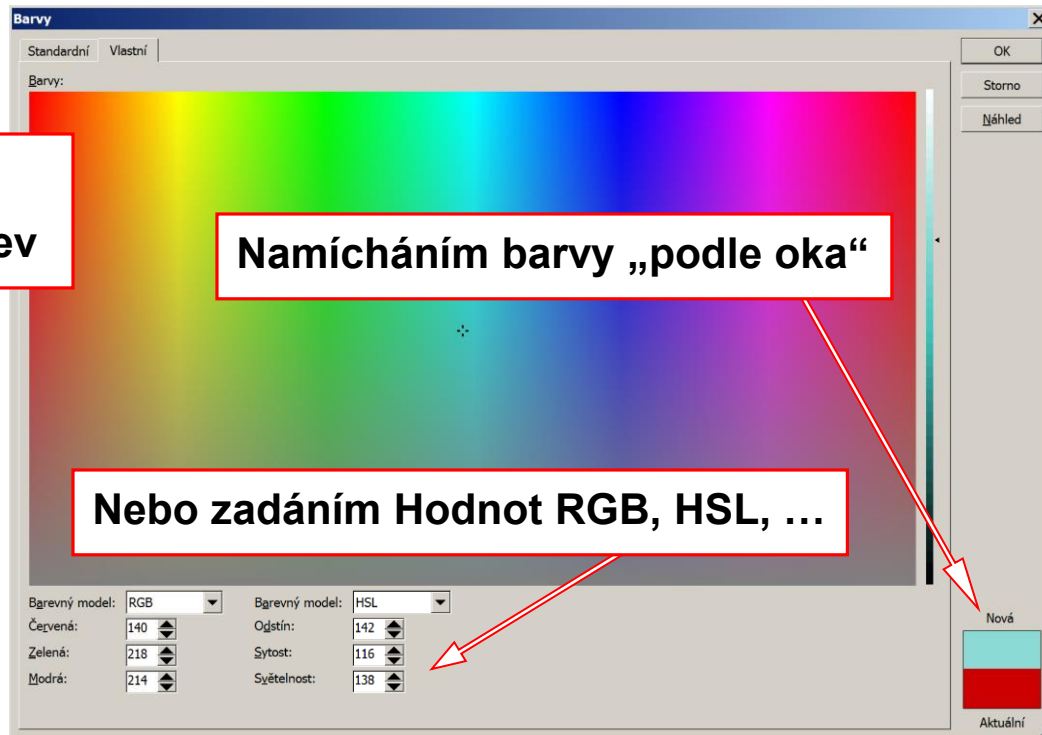 Barvy
Standardní Vlastní
OK
Barvy:
Storno
Náhled
ev
Namícháním barvy „podle oka“
Nebo zadáním Hodnot RGB, HSL, …
Barevný model: RGB Barevný model: HSL
Nová
Červená: 140 Odstín: 142
Zelená: 218 Sytost: 116
Modrá: 214 Světelnost: 138
Aktuální